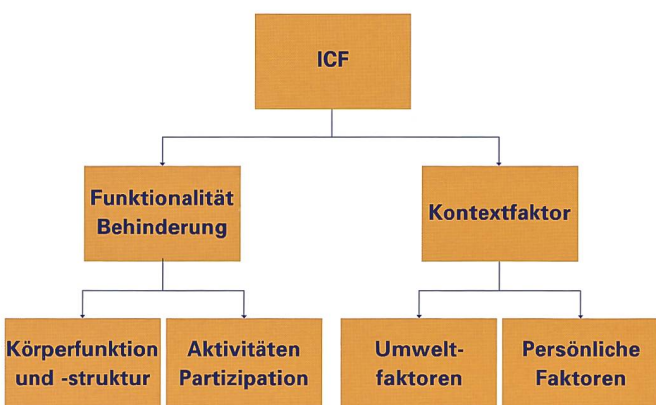 ICF
Funktionalität
Behinderung
Kontextfaktor
Körperfunktion
und -struktur
Aktivitäten
Partizipation
Umwelt-
faktoren
Persönliche
Faktoren